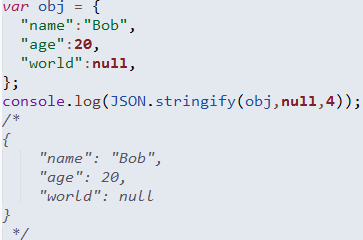 var obj = {
  "name":"Bob",
  "age":20,
  "world":null,
};
console.log(JSON.stringify(obj,null,4));
/*
{
    "name": "Bob",
    "age": 20,
    "world": null
}
 */